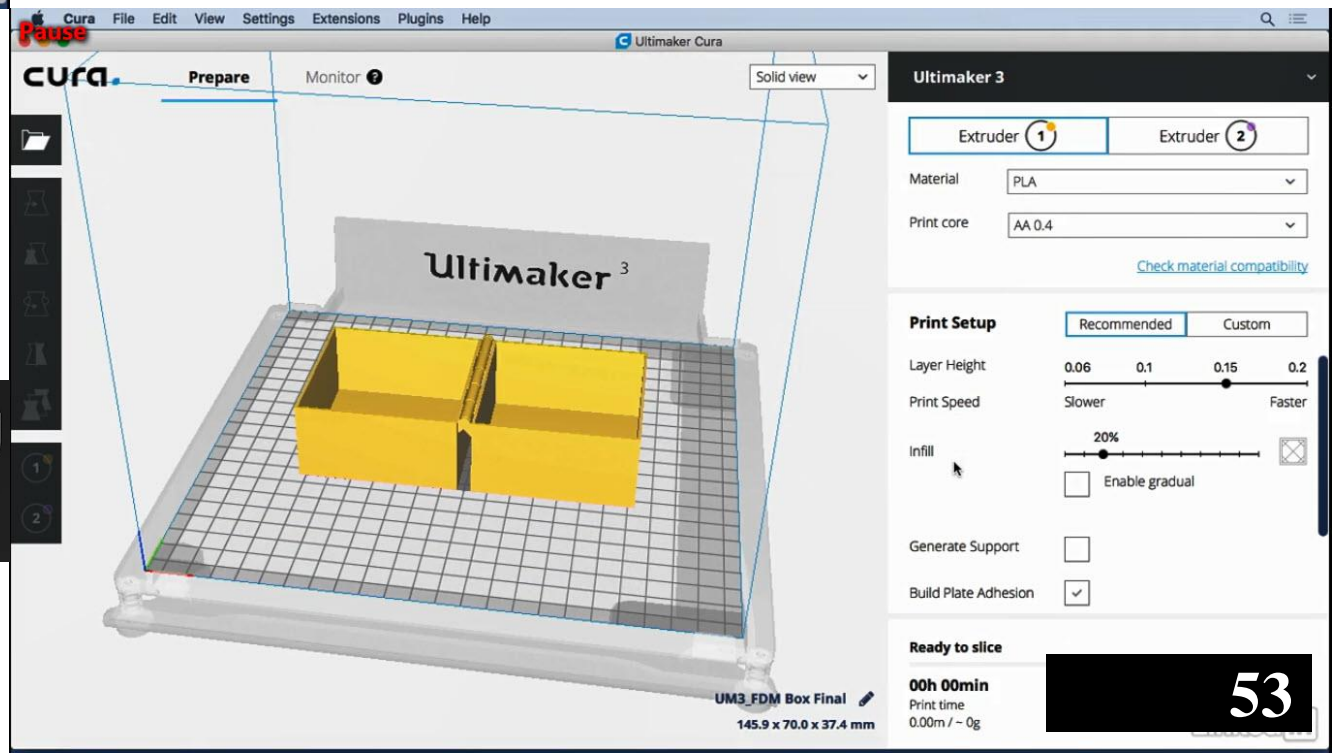 Cura File Edit View Settings Extensions Plugins Help
Pause
Ultimaker Cura
cura.
Prepare
Monitor ?
Solid view
Ultimaker 3
Extruder 1
Extruder 2
Material
PLA
Print core
AA 0.4
Check material compatibility
Print Setup
Recommended
Custom
Layer Height
0.06 0.1 0.15 0.2
Print Speed
Slower
Faster
20%
Infill
Enable gradual
Generate Support
Build Plate Adhesion
Ready to slice
00h 00min
Print time
0.00m / ~ 0g
53
Ultimaker 3
1
2
UM3_FDM Box Final
145.9 x 70.0 x 37.4 mm